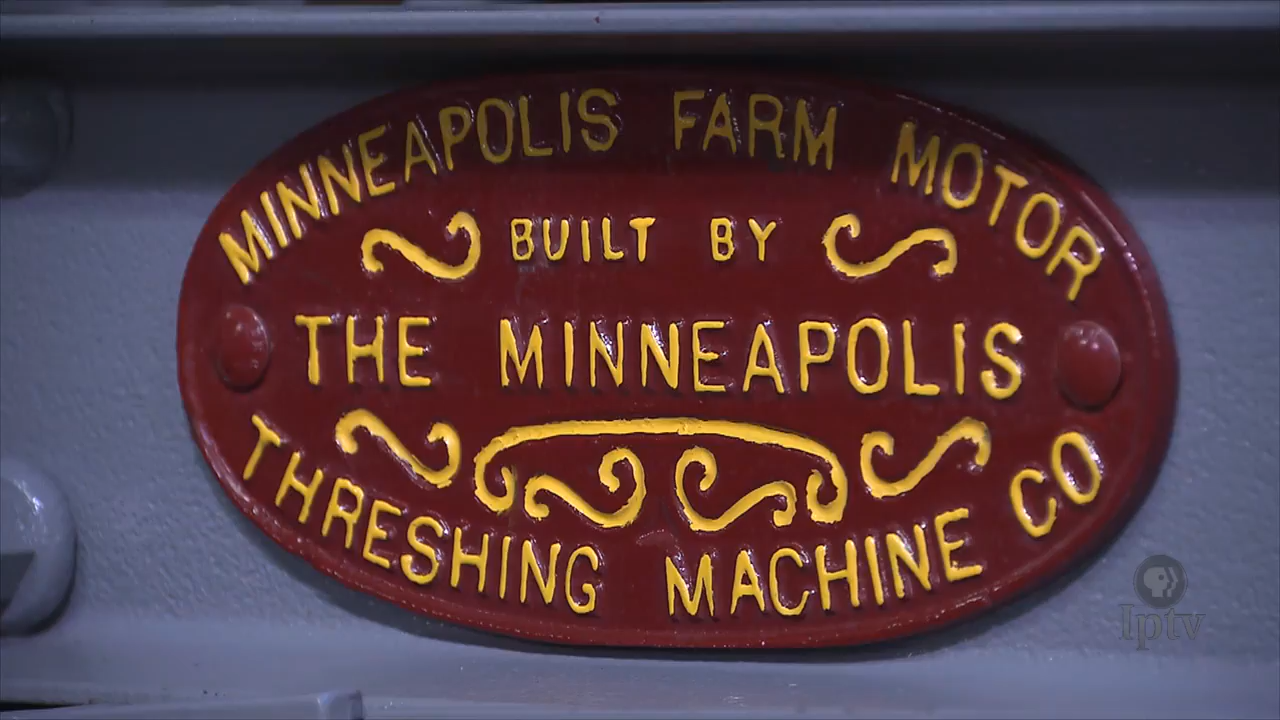 MINNEAPOLIS FARM MOTOR
BUILT BY
THE MINNEAPOLIS
THRESHING MACHINE CO
Iptv